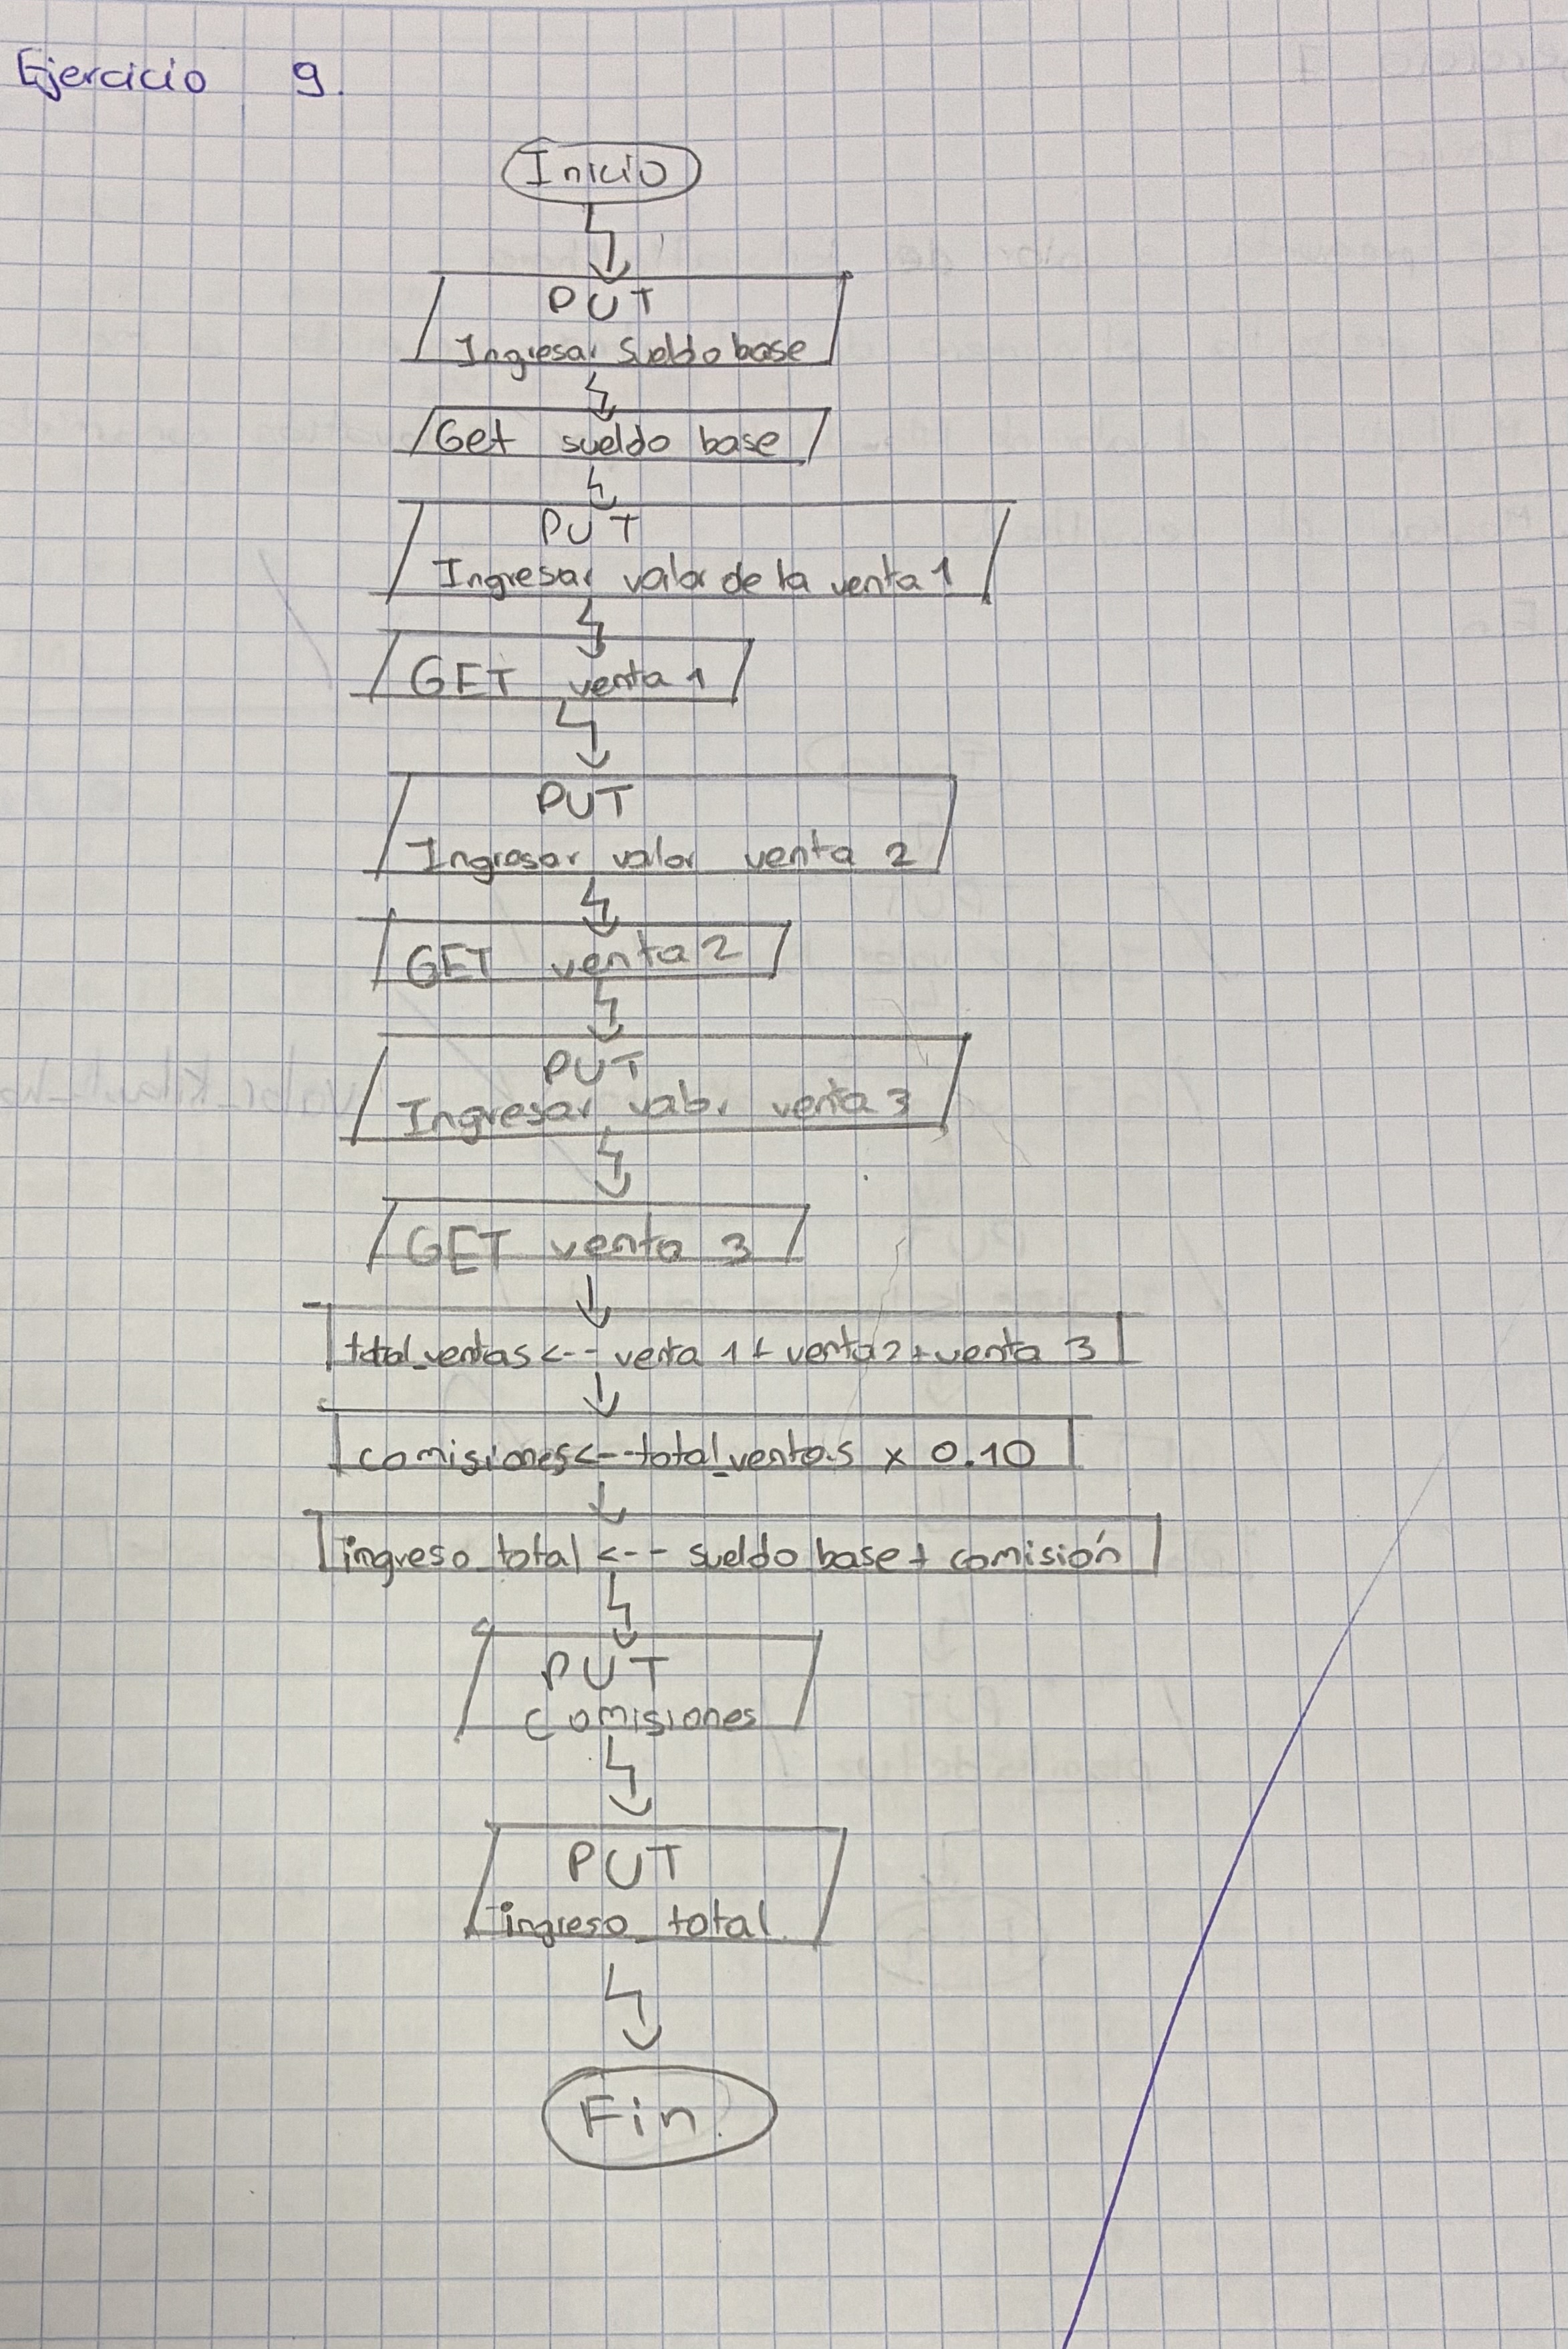 Ejercicio 9.
Inicio
PUT
Ingresar sueldo base
Get sueldo base
PUT
Ingresar valor de la venta 1
GET venta 1
PUT
Ingresar valor venta 2
GET venta 2
PUT
Ingresar valor venta 3
GET venta 3
total_ventas <-- venta 1 + venta 2 + venta 3
comisiones <-- total_ventas x 0.10
ingreso_total <-- sueldo base + comisión
PUT
comisiones
PUT
ingreso_total
Fin